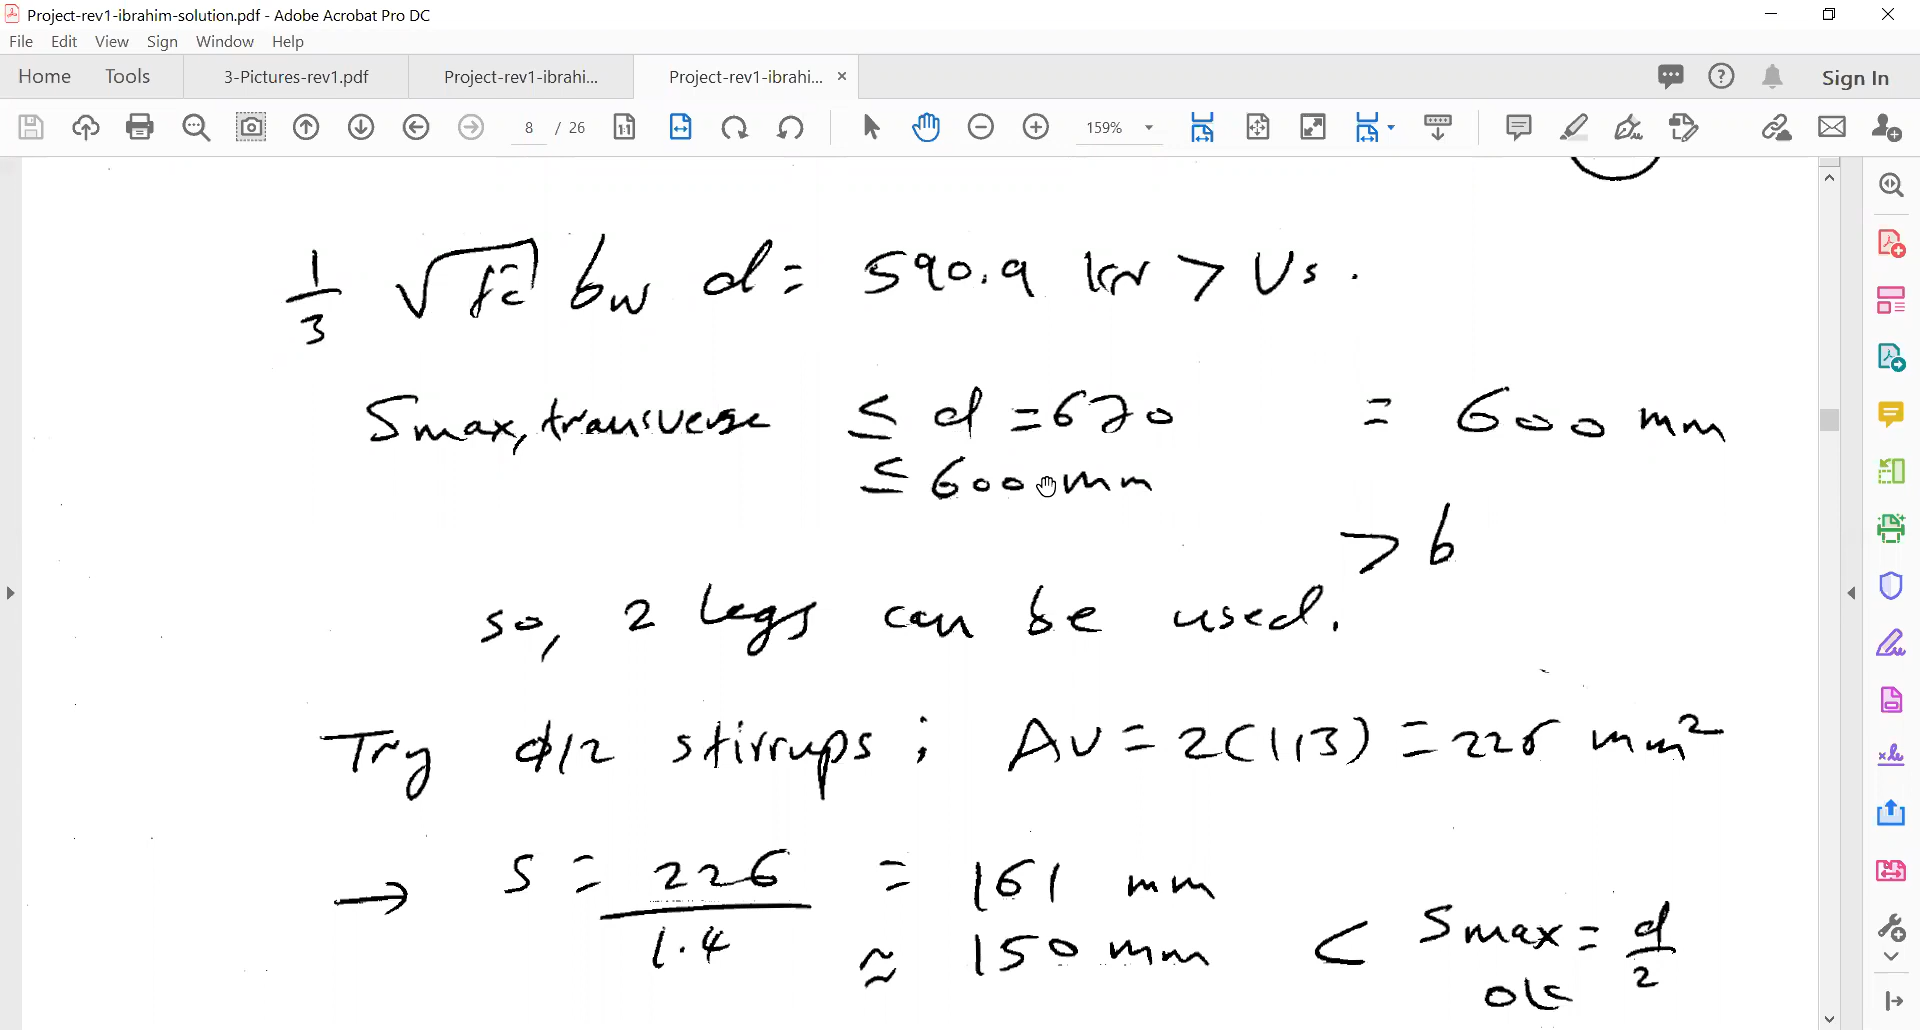 Project-rev1-ibrahim-solution.pdf - Adobe Acrobat Pro DC
File Edit View Sign Window Help
Home Tools 3-Pictures-rev1.pdf Project-rev1-ibrahi... Project-rev1-ibrahi... × Sign In
8 / 26 159%
1/3 √fc' bw d = 590.9 kN > Vs.
Smax, transverse ≤ d = 670 = 600 mm
≤ 600 mm
> b
so, 2 legs can be used.
Try φ12 stirrups ; Av = 2(113) = 226 mm²
→ S = 226/1.4 = 161 mm
≈ 150 mm < Smax = d/2
ok